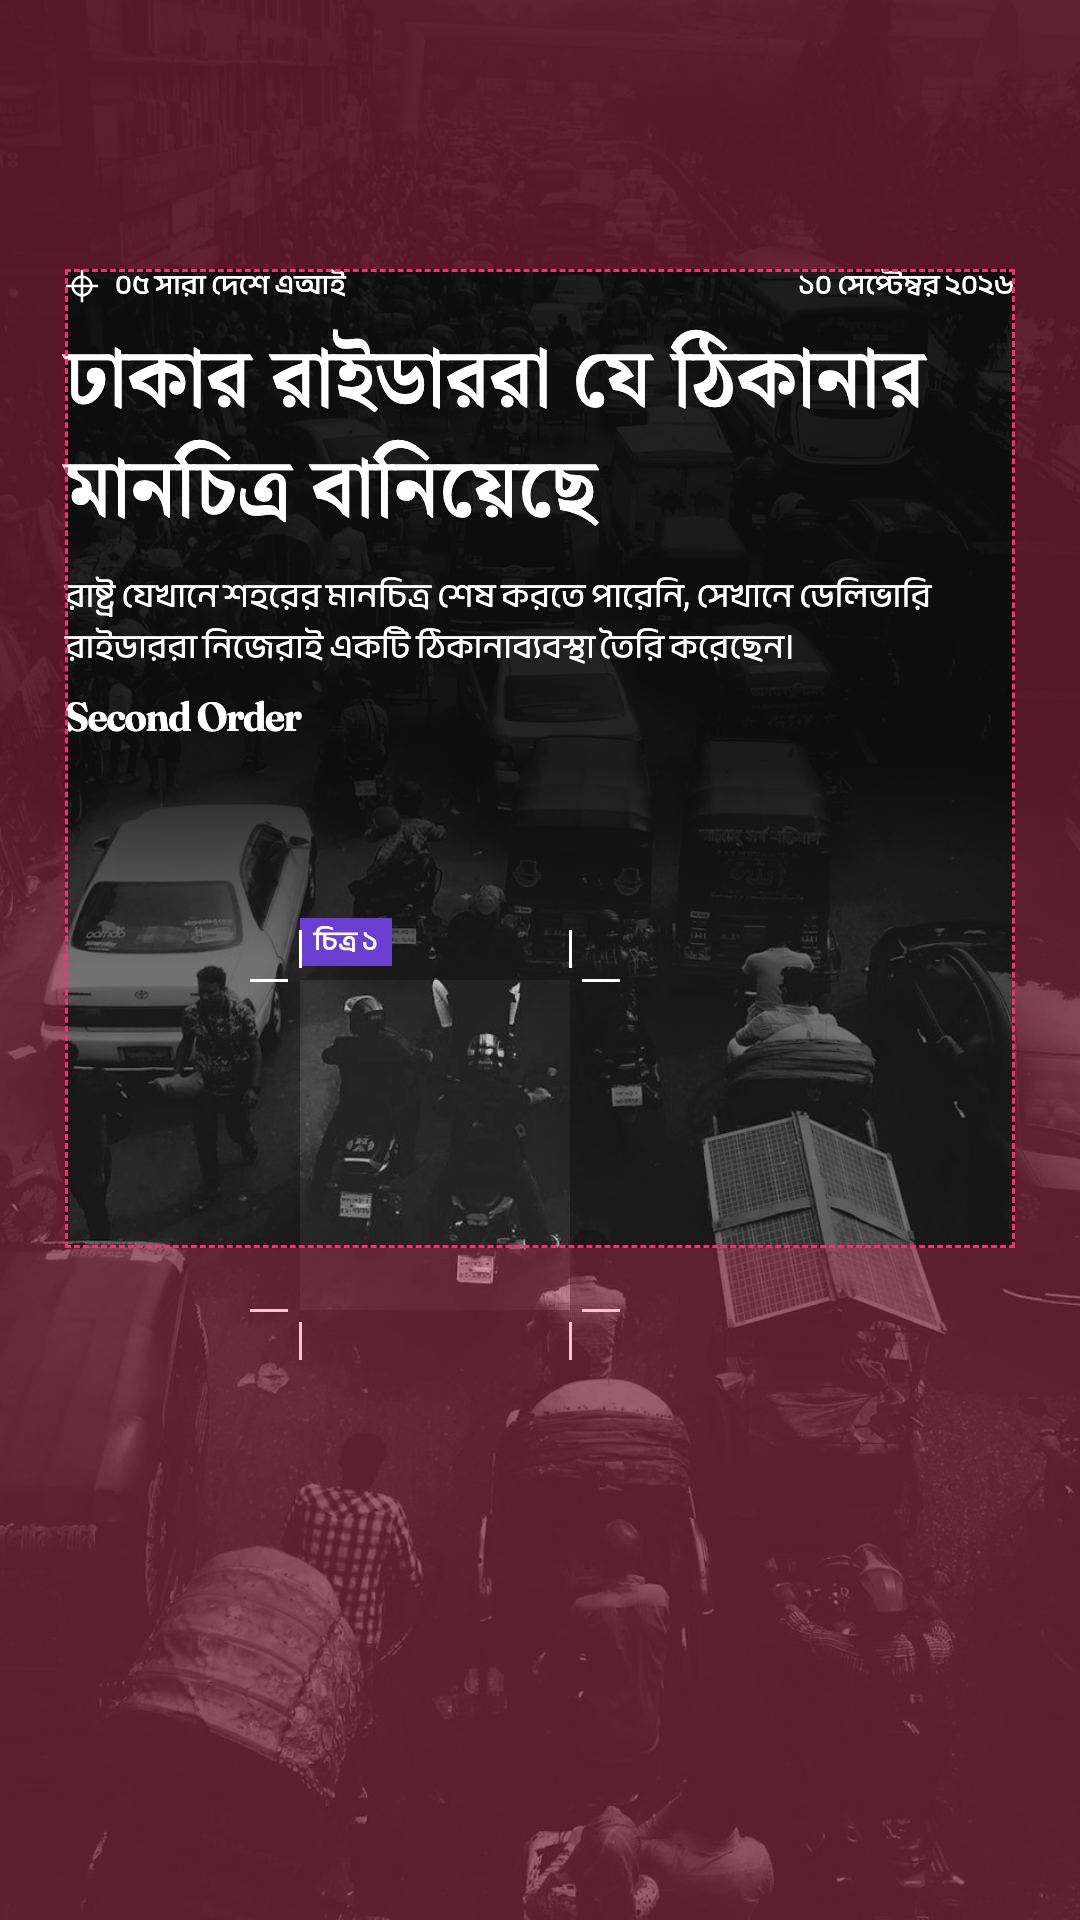 ০৫ সারা দেশে এআই
১০ সেপ্টেম্বর ২০২৬
ঢাকার রাইডাররা যে ঠিকানার
মানচিত্র বানিয়েছে
রাষ্ট্র যেখানে শহরের মানচিত্র শেষ করতে পারেনি, সেখানে ডেলিভারি
রাইডাররা নিজেরাই একটি ঠিকানাব্যবস্থা তৈরি করেছেন।
Second Order
চিত্র ১